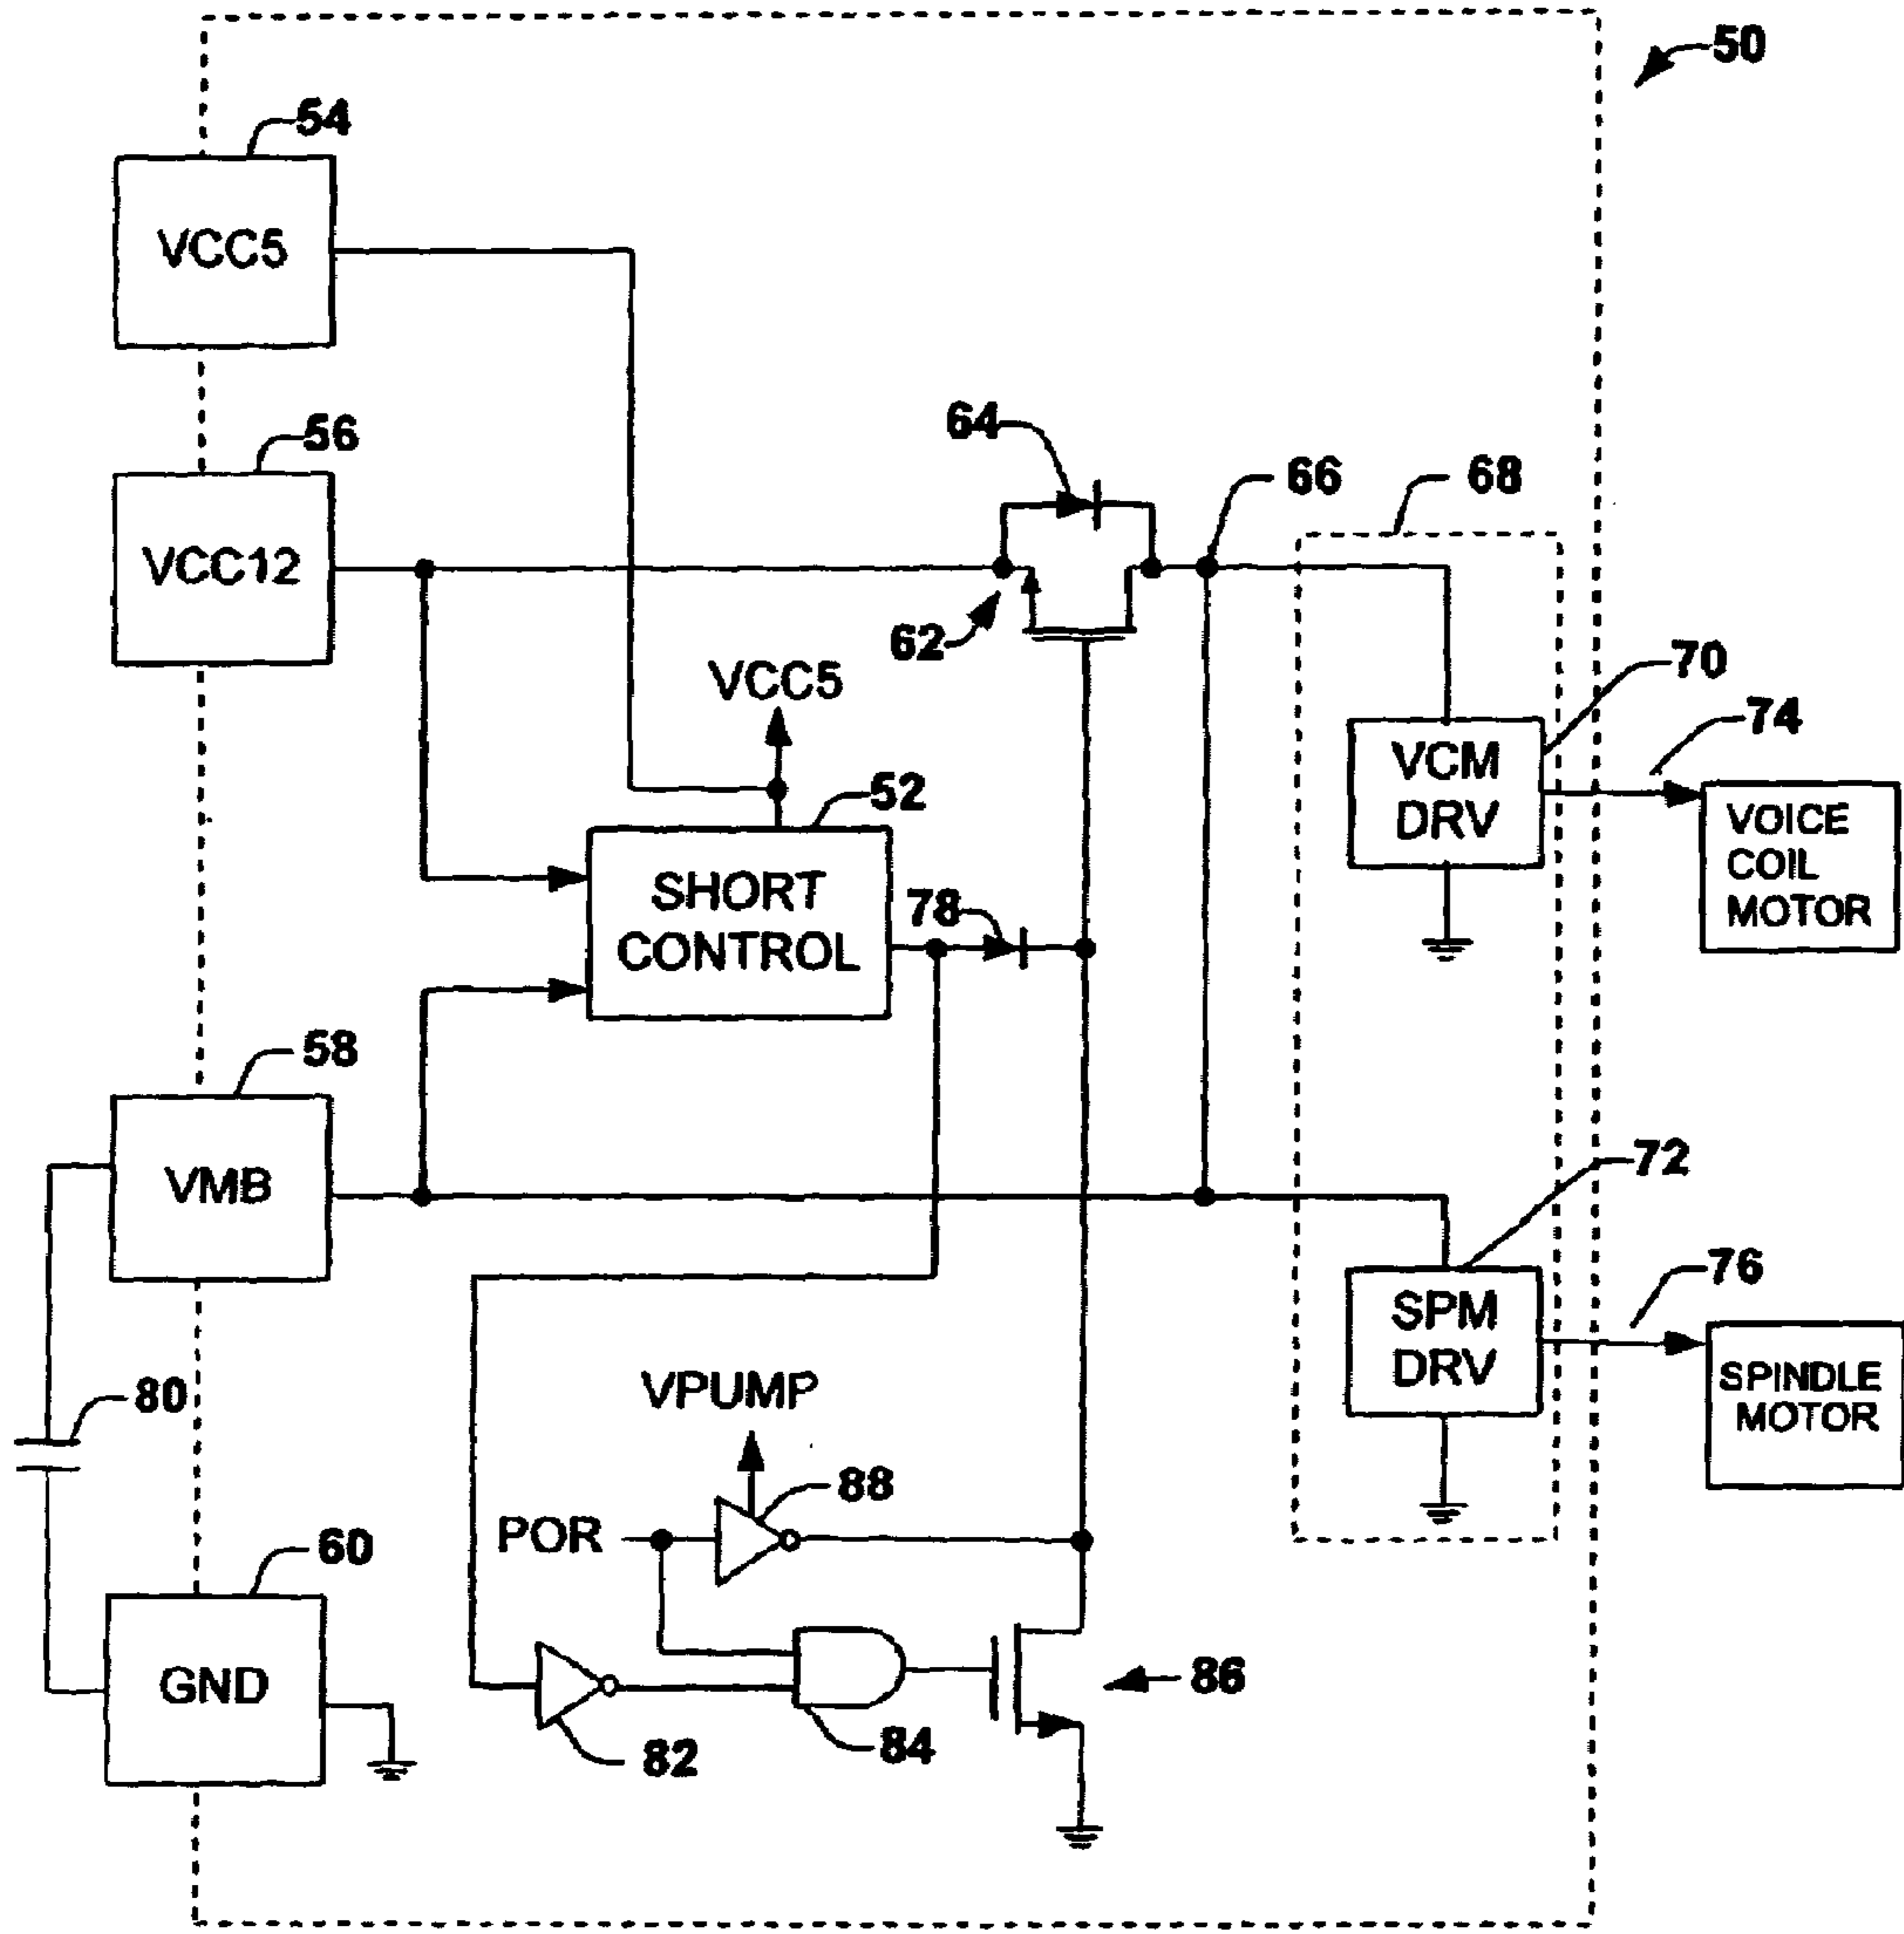 50
54
VCC5
56
VCC12
64
66
68
62
VCC5
70
74
VCM
DRV
52
VOICE
COIL
MOTOR
SHORT
CONTROL
78
58
VMB
72
76
SPM
DRV
SPINDLE
MOTOR
80
VPUMP
88
POR
60
GND
86
82
84